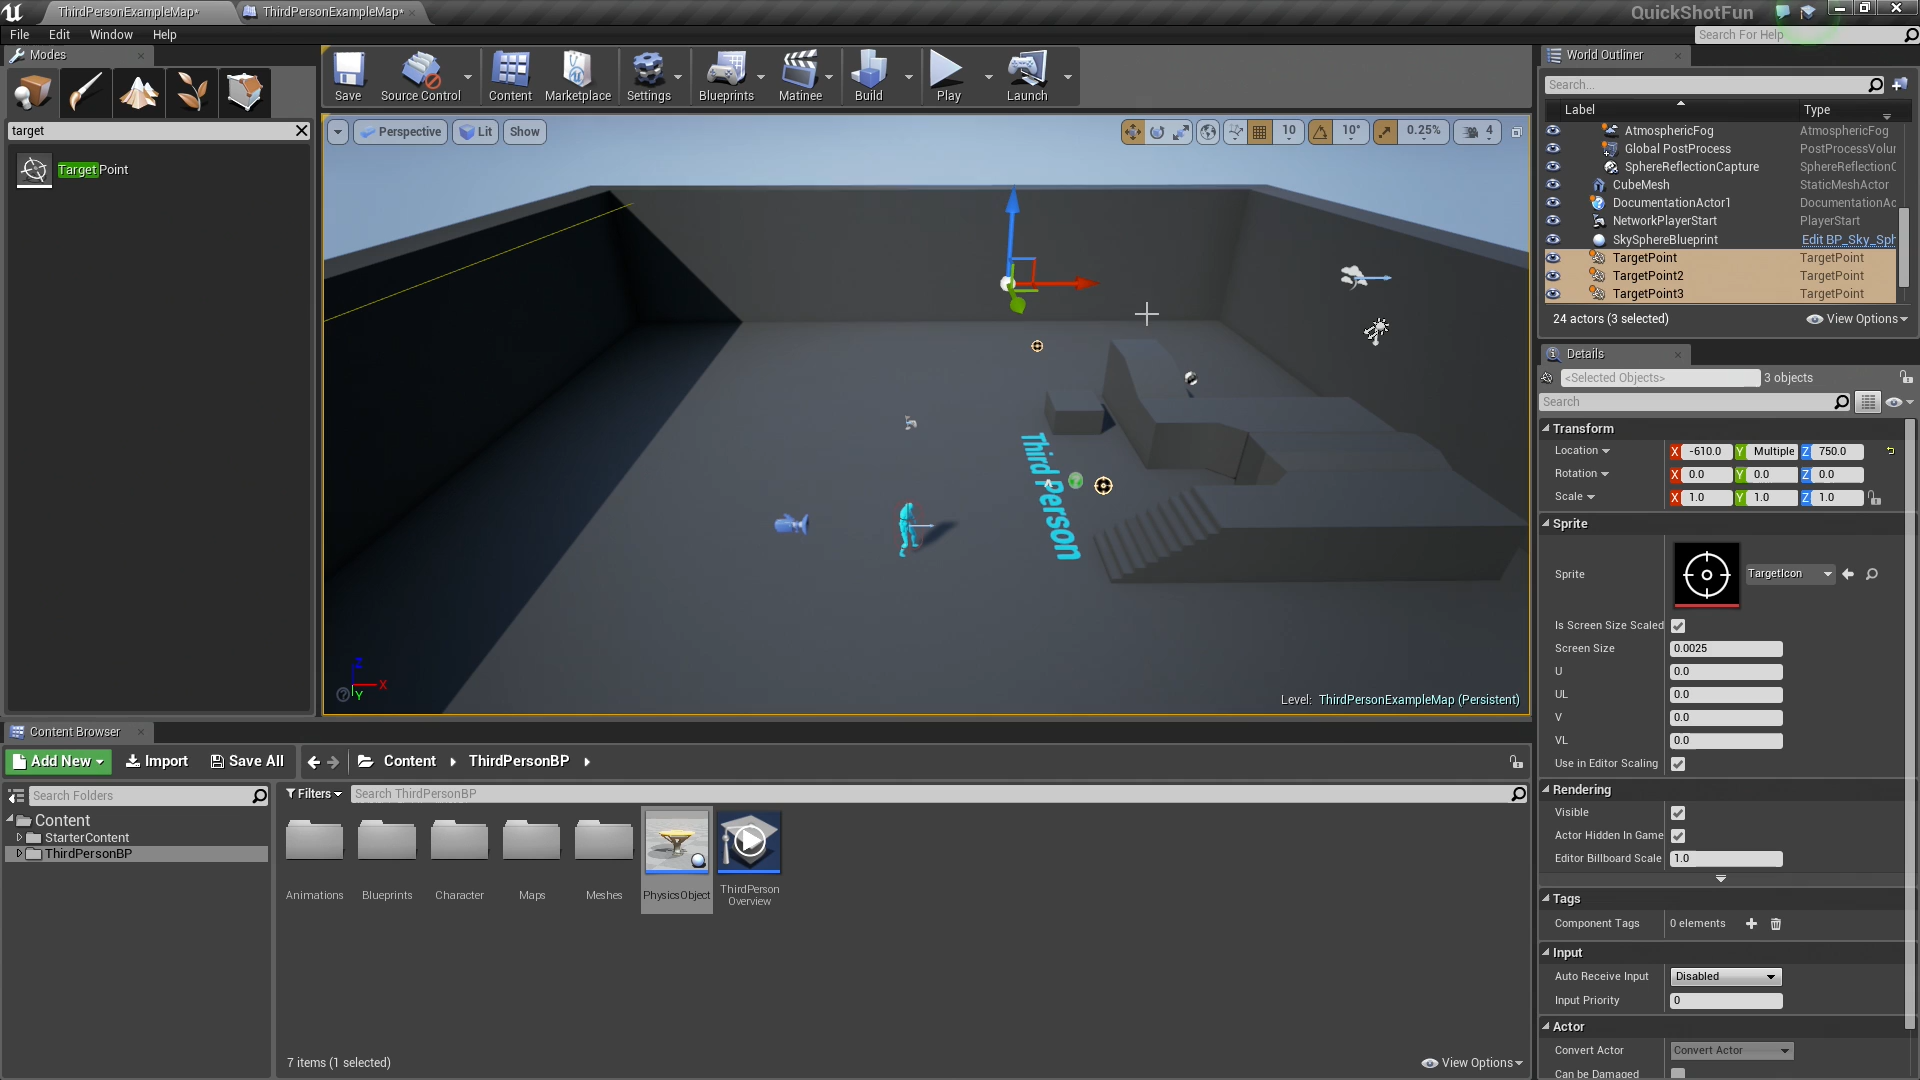 ThirdPersonExampleMap*
ThirdPersonExampleMap*
QuickShotFun
File Edit Window Help
Search For Help
Modes
target
Target Point
Save
Source Control
Content
Marketplace
Settings
Blueprints
Matinee
Build
Play
Launch
Perspective
Lit
Show
10
10°
0.25%
4
Third Person
Z
X
Y
Level: ThirdPersonExampleMap (Persistent)
World Outliner
Search...
Label Type
AtmosphericFog AtmosphericFog
Global PostProcess PostProcessVolu
SphereReflectionCapture SphereReflectionC
CubeMesh StaticMeshActor
DocumentationActor1 DocumentationAc
NetworkPlayerStart PlayerStart
SkySphereBlueprint Edit BP_Sky_Sph
TargetPoint TargetPoint
TargetPoint2 TargetPoint
TargetPoint3 TargetPoint
24 actors (3 selected) View Options
Details
<Selected Objects> 3 objects
Search
Transform
Location X -610.0 Y Multiple Z 750.0
Rotation X 0.0 Y 0.0 Z 0.0
Scale X 1.0 Y 1.0 Z 1.0
Sprite
Sprite TargetIcon
Is Screen Size Scaled
Screen Size 0.0025
U 0.0
UL 0.0
V 0.0
VL 0.0
Use in Editor Scaling
Rendering
Visible
Actor Hidden In Game
Editor Billboard Scale 1.0
Tags
Component Tags 0 elements
Input
Auto Receive Input Disabled
Input Priority 0
Actor
Convert Actor Convert Actor
Can be Damaged
Content Browser
Add New Import Save All Content ThirdPersonBP
Search Folders
Filters Search ThirdPersonBP
Content
StarterContent
ThirdPersonBP
Animations
Blueprints
Character
Maps
Meshes
PhysicsObject
ThirdPerson
Overview
7 items (1 selected) View Options